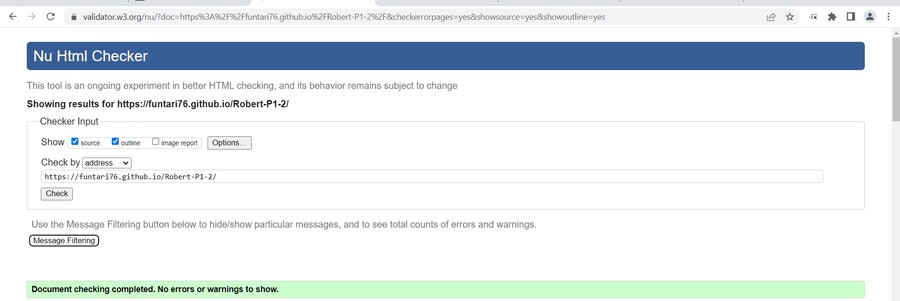 validator.w3.org/nu/?doc=https%3A%2F%2Ffuntari76.github.io%2FRobert-P1-2%2F&checkerrorpages=yes&showsource=yes&showoutline=yes
Nu Html Checker
This tool is an ongoing experiment in better HTML checking, and its behavior remains subject to change
Showing results for https://funtari76.github.io/Robert-P1-2/
Checker Input
Show source outline image report Options...
Check by address
https://funtari76.github.io/Robert-P1-2/
Check
Use the Message Filtering button below to hide/show particular messages, and to see total counts of errors and warnings.
Message Filtering
Document checking completed. No errors or warnings to show.